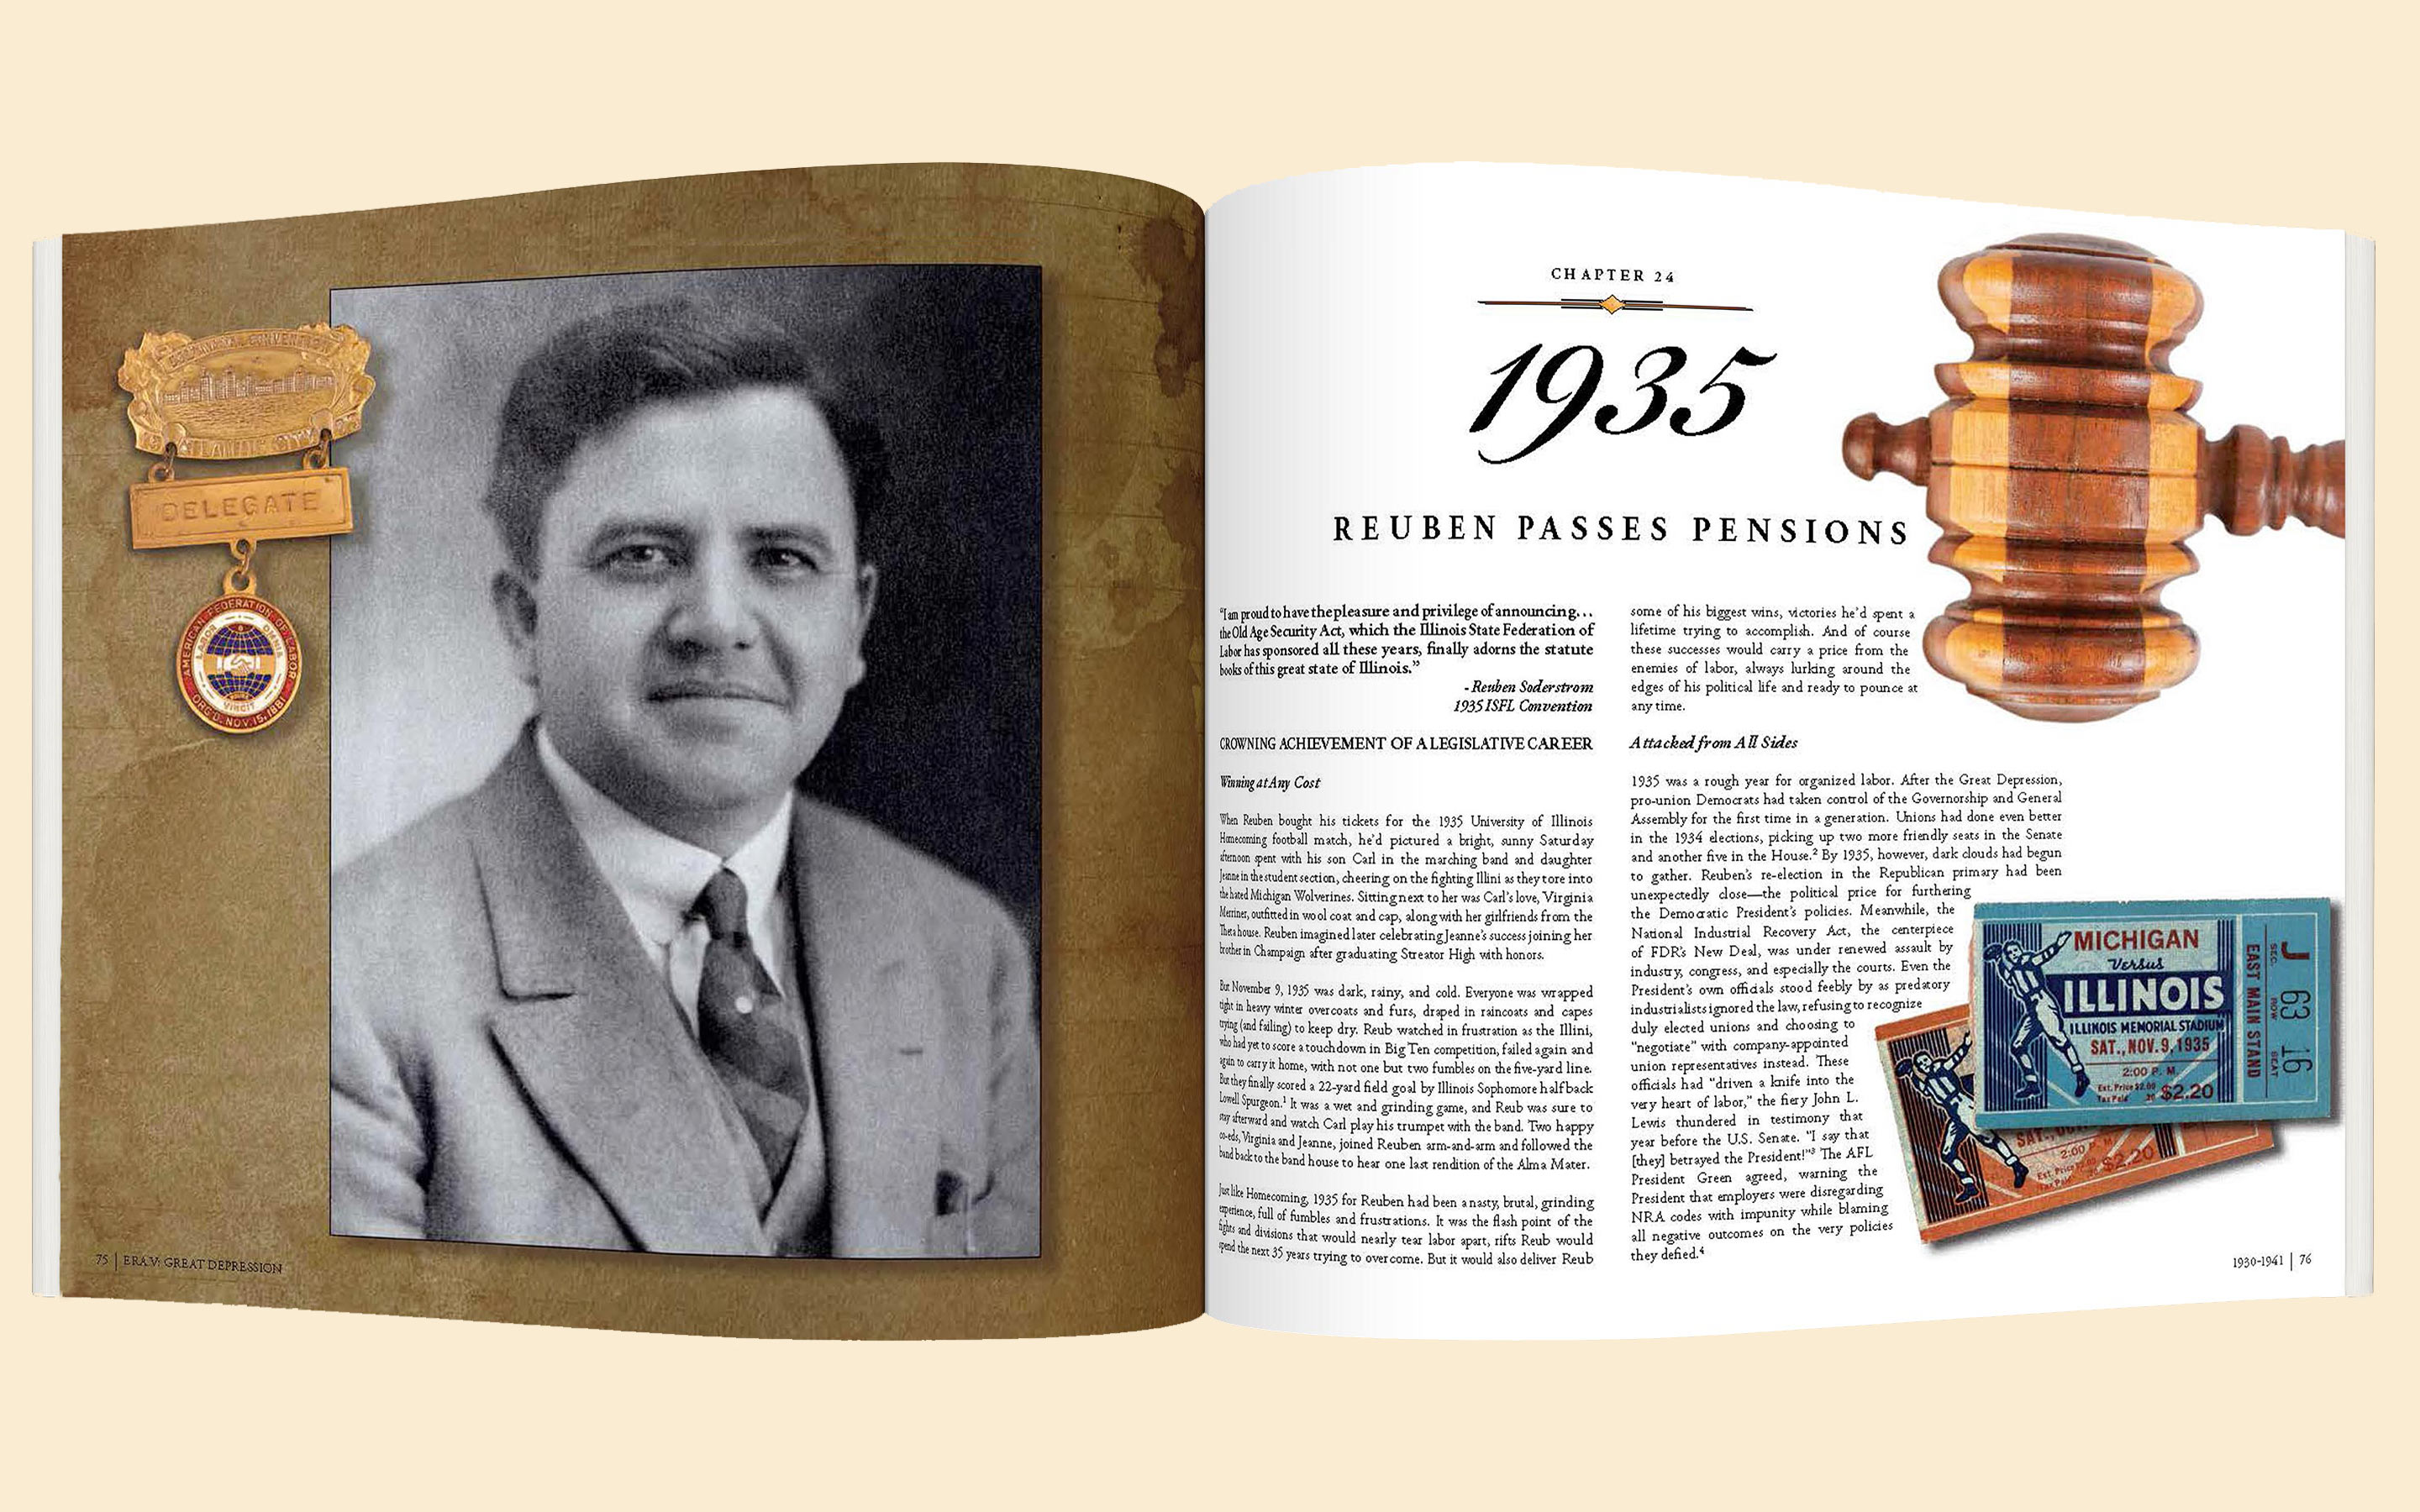 ATLANTIC CITY
DELEGATE
AMERICAN FEDERATION OF LABOR
LABOR OMNIA
VINCIT
ORG'D. NOV. 15, 1881
75 | ERA V: GREAT DEPRESSION
CHAPTER 24
1935
REUBEN PASSES PENSIONS
"I am proud to have the pleasure and privilege of announcing…
the Old Age Security Act, which the Illinois State Federation of
Labor has sponsored all these years, finally adorns the statute
books of this great state of Illinois."
- Reuben Soderstrom
1935 ISFL Convention
CROWNING ACHIEVEMENT OF A LEGISLATIVE CAREER
Winning at Any Cost
When Reuben bought his tickets for the 1935 University of Illinois
Homecoming football match, he'd pictured a bright, sunny Saturday
afternoon spent with his son Carl in the marching band and daughter
Jeanne in the student section, cheering on the fighting Illini as they tore into
the hated Michigan Wolverines. Sitting next to her was Carl's love, Virginia
Merriner, outfitted in wool coat and cap, along with her girlfriends from the
Theta house. Reuben imagined later celebrating Jeanne's success joining her
brother in Champaign after graduating Streator High with honors.
But November 9, 1935 was dark, rainy, and cold. Everyone was wrapped
tight in heavy winter overcoats and furs, draped in raincoats and capes
trying (and failing) to keep dry. Reub watched in frustration as the Illini,
who had yet to score a touchdown in Big Ten competition, failed again and
again to carry it home, with not one but two fumbles on the five-yard line.
But they finally scored a 22-yard field goal by Illinois Sophomore halfback
Lowell Spurgeon.1 It was a wet and grinding game, and Reub was sure to
stay afterward and watch Carl play his trumpet with the band. Two happy
co-eds, Virginia and Jeanne, joined Reuben arm-and-arm and followed the
band back to the band house to hear one last rendition of the Alma Mater.
Just like Homecoming, 1935 for Reuben had been a nasty, brutal, grinding
experience, full of fumbles and frustrations. It was the flash point of the
fights and divisions that would nearly tear labor apart, rifts Reub would
spend the next 35 years trying to overcome. But it would also deliver Reub
some of his biggest wins, victories he'd spent a
lifetime trying to accomplish. And of course
these successes would carry a price from the
enemies of labor, always lurking around the
edges of his political life and ready to pounce at
any time.
Attacked from All Sides
1935 was a rough year for organized labor. After the Great Depression,
pro-union Democrats had taken control of the Governorship and General
Assembly for the first time in a generation. Unions had done even better
in the 1934 elections, picking up two more friendly seats in the Senate
and another five in the House.2 By 1935, however, dark clouds had begun
to gather. Reuben's re-election in the Republican primary had been
unexpectedly close—the political price for furthering
the Democratic President's policies. Meanwhile, the
National Industrial Recovery Act, the centerpiece
of FDR's New Deal, was under renewed assault by
industry, congress, and especially the courts. Even the
President's own officials stood feebly by as predatory
industrialists ignored the law, refusing to recognize
duly elected unions and choosing to
"negotiate" with company-appointed
union representatives instead. These
officials had "driven a knife into the
very heart of labor," the fiery John L.
Lewis thundered in testimony that
year before the U.S. Senate. "I say that
[they] betrayed the President!"3 The AFL
President Green agreed, warning the
President that employers were disregarding
NRA codes with impunity while blaming
all negative outcomes on the very policies
they defied.4
MICHIGAN
Versus
ILLINOIS
ILLINOIS MEMORIAL STADIUM
SAT., NOV. 9, 1935
2:00 P. M.
Est. Price $2.00
Tax Paid .20 $2.20
EAST MAIN STAND
SEC. J
ROW 63
SEAT 16
SAT.,
2:00 P. M
Est. Price
$2.20
1930-1941 | 76